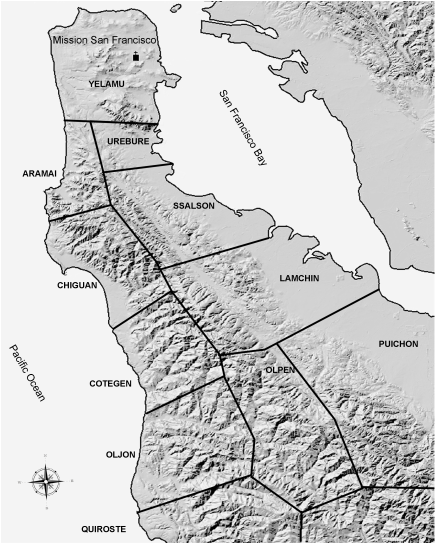 Mission San Francisco
YELAMU
San Francisco Bay
UREBURE
ARAMAI
SSALSON
LAMCHIN
CHIGUAN
PUICHON
Pacific Ocean
OLPEN
COTEGEN
OLJON
QUIROSTE